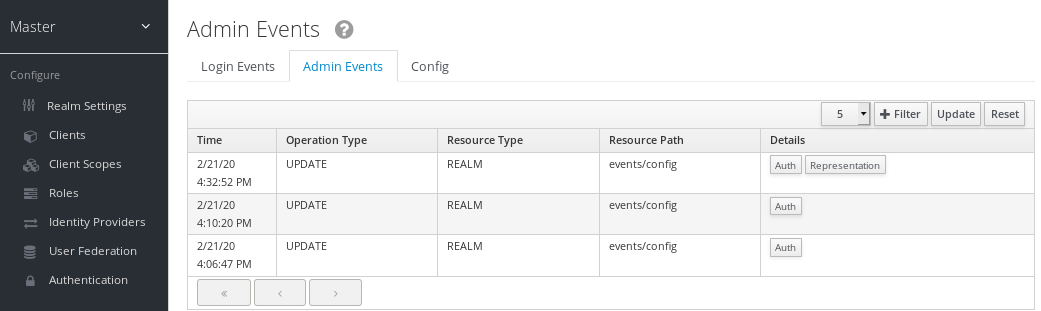 Master
Configure
Realm Settings
Clients
Client Scopes
Roles
Identity Providers
User Federation
Authentication
Admin Events ?
Login Events Admin Events Config
5 + Filter Update Reset
Time Operation Type Resource Type Resource Path Details
2/21/20 UPDATE REALM events/config Auth Representation
4:32:52 PM
2/21/20 UPDATE REALM events/config Auth
4:10:20 PM
2/21/20 UPDATE REALM events/config Auth
4:06:47 PM
« ‹ ›